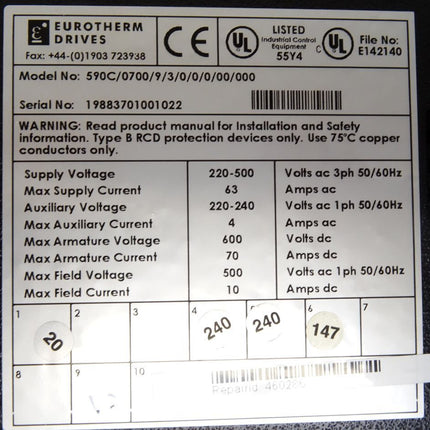 EUROTHERM
DRIVES
Fax: +44-(0)1903 723938
CE
UL
LISTED
Industrial Control
Equipment
55Y4
C UL
File No:
E142140
Model No: 590C/0700/9/3/0/0/0/00/000
Serial No: 19883701001022
WARNING: Read product manual for Installation and Safety
information. Type B RCD protection devices only. Use 75°C copper
conductors only.
Supply Voltage 220-500 Volts ac 3ph 50/60Hz
Max Supply Current 63 Amps ac
Auxiliary Voltage 220-240 Volts ac 1ph 50/60Hz
Max Auxiliary Current 4 Amps ac
Max Armature Voltage 600 Volts dc
Max Armature Current 70 Amps dc
Max Field Voltage 500 Volts ac 1ph 50/60Hz
Max Field Current 10 Amps dc
1 2 3 4 5 6 7
20 240 240 147
8 9 10